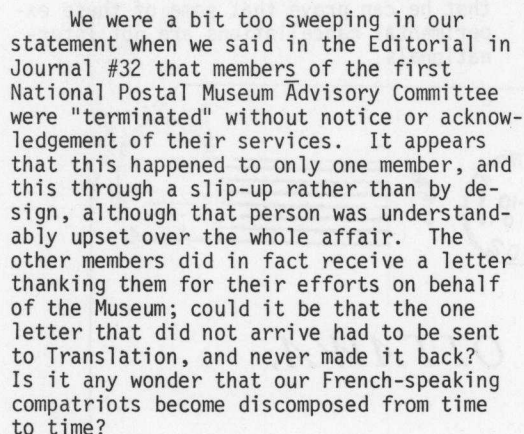 We were a bit too sweeping in our
statement when we said in the Editorial in
Journal #32 that members of the first
National Postal Museum Advisory Committee
were "terminated" without notice or acknow-
ledgement of their services. It appears
that this happened to only one member, and
this through a slip-up rather than by de-
sign, although that person was understand-
ably upset over the whole affair. The
other members did in fact receive a letter
thanking them for their efforts on behalf
of the Museum; could it be that the one
letter that did not arrive had to be sent
to Translation, and never made it back?
Is it any wonder that our French-speaking
compatriots become discomposed from time
to time?